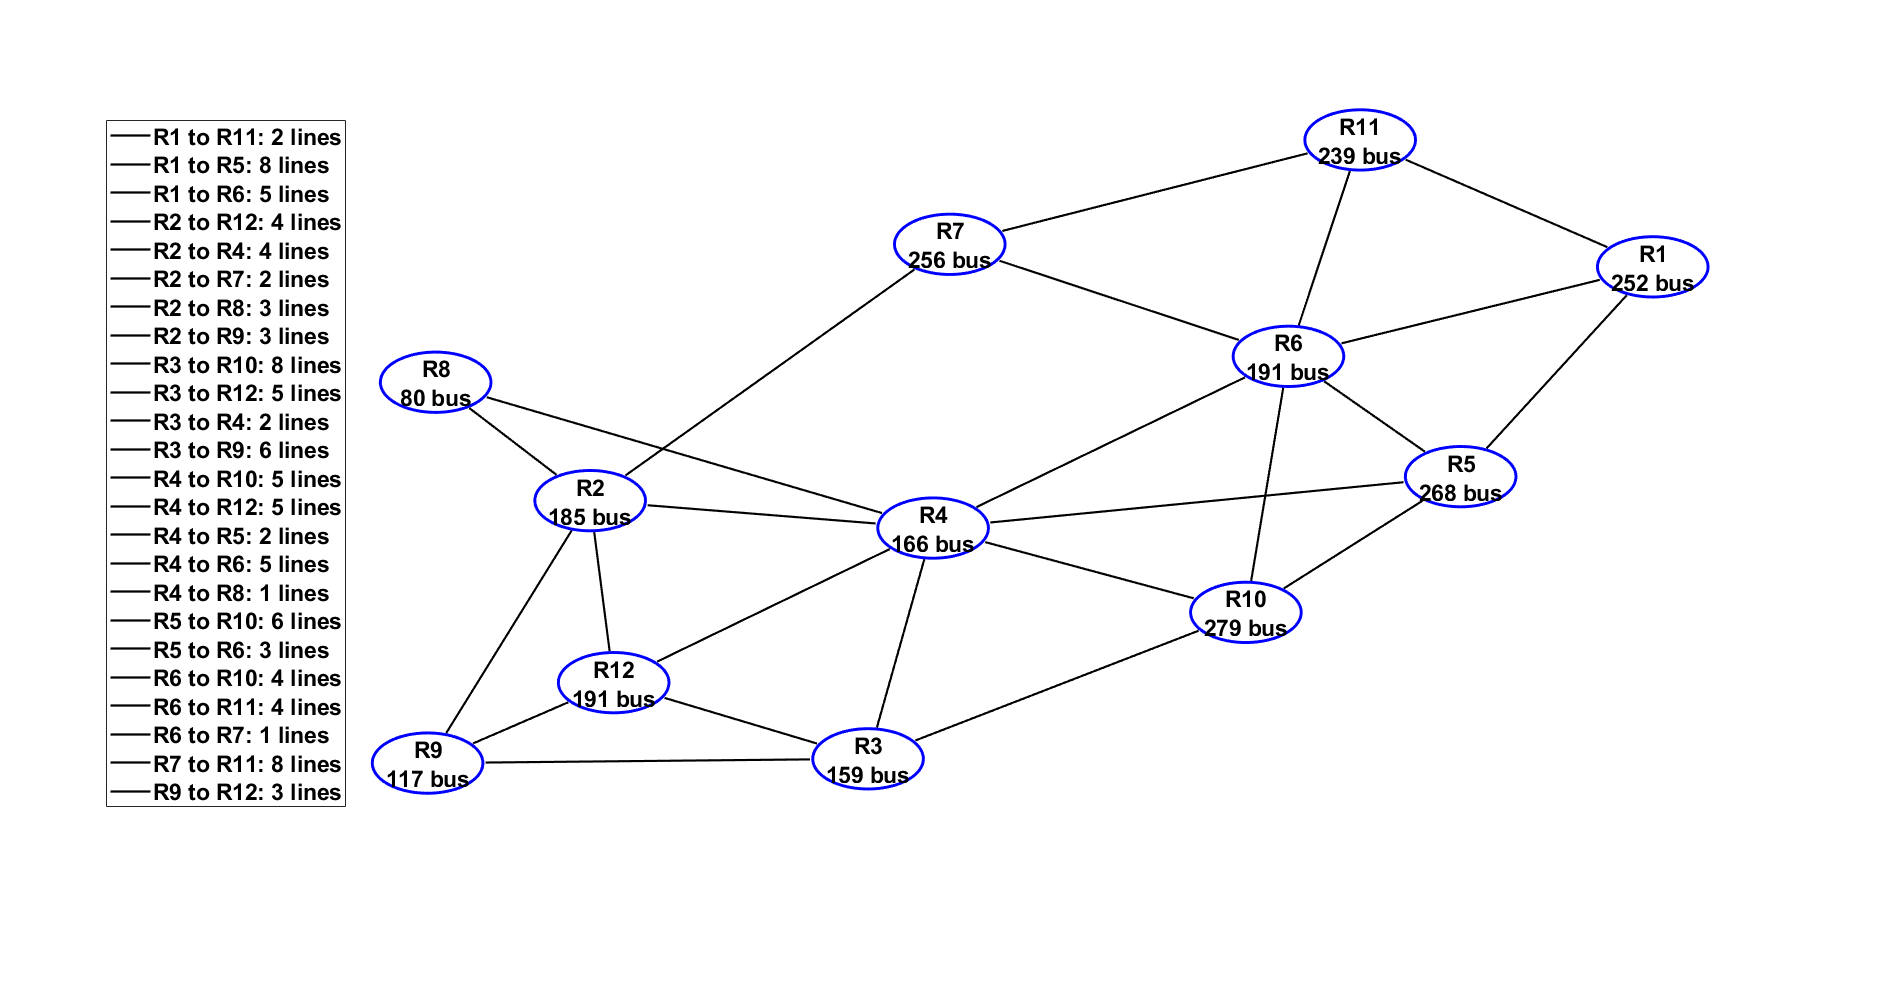 R1 to R11: 2 lines
R1 to R5: 8 lines
R1 to R6: 5 lines
R2 to R12: 4 lines
R2 to R4: 4 lines
R2 to R7: 2 lines
R2 to R8: 3 lines
R2 to R9: 3 lines
R3 to R10: 8 lines
R3 to R12: 5 lines
R3 to R4: 2 lines
R3 to R9: 6 lines
R4 to R10: 5 lines
R4 to R12: 5 lines
R4 to R5: 2 lines
R4 to R6: 5 lines
R4 to R8: 1 lines
R5 to R10: 6 lines
R5 to R6: 3 lines
R6 to R10: 4 lines
R6 to R11: 4 lines
R6 to R7: 1 lines
R7 to R11: 8 lines
R9 to R12: 3 lines
R11
239 bus
R7
256 bus
R1
252 bus
R6
191 bus
R8
80 bus
R5
268 bus
R2
185 bus
R4
166 bus
R10
279 bus
R12
191 bus
R3
159 bus
R9
117 bus